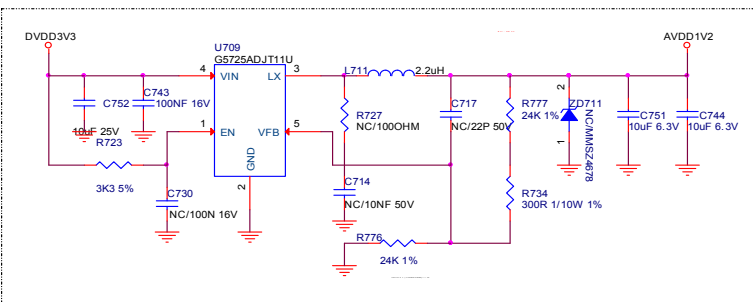 DVDD3V3
AVDD1V2
U709
G5725ADJT11U
4
VIN
LX
3
L711
2.2uH
C752
10uF 25V
C743
100NF 16V
R727
NC/100OHM
C717
NC/22P 50V
R777
24K 1%
2
ZD711
NC/MMSZ4678
1
C751
10uF 6.3V
C744
10uF 6.3V
1
EN
VFB
5
GND
2
R723
3K3 5%
C730
NC/100N 16V
C714
NC/10NF 50V
R734
300R 1/10W 1%
R776
24K 1%